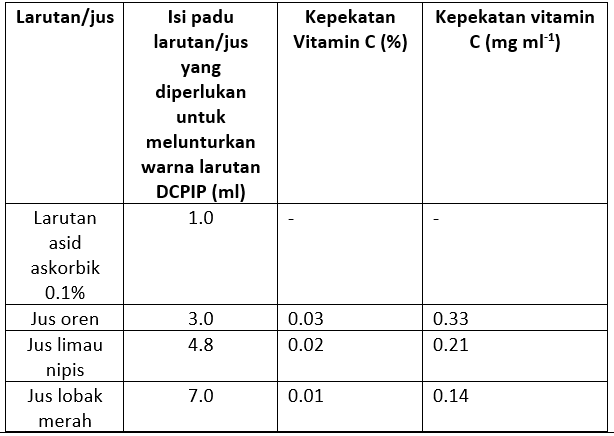 Larutan/jus
Isi padu
larutan/jus
yang
diperlukan
untuk
melunturkan
warna larutan
DCPIP (ml)
Kepekatan
Vitamin C (%)
Kepekatan vitamin
C (mg ml⁻¹)
Larutan
asid
askorbik
0.1%
1.0
-
-
Jus oren
3.0
0.03
0.33
Jus limau
nipis
4.8
0.02
0.21
Jus lobak
merah
7.0
0.01
0.14